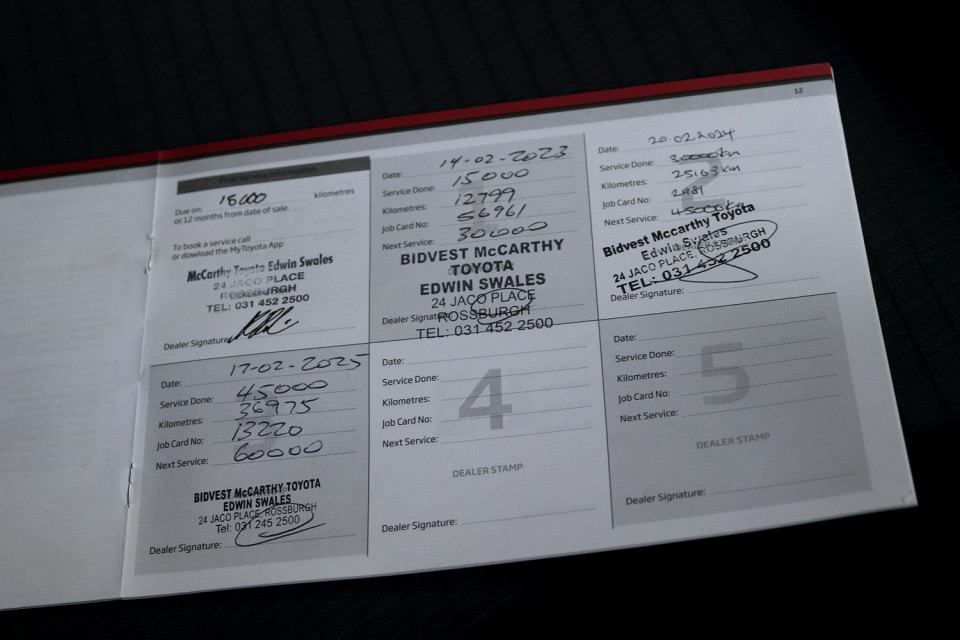 12
First Service Information
Due on: 15000 kilometres
or 12 months from date of sale.
To book a service call
or dowload the MyToyota App
McCarthy Toyota Edwin Swales
24 JACO PLACE
ROSSBURGH
TEL: 031 452 2500
Dealer Signature:
Date: 14-02-2023
Service Done: 15000
Kilometres: 12799
Job Card No: 56961
Next Service: 30000
BIDVEST McCARTHY
TOYOTA
EDWIN SWALES
24 JACO PLACE
Dealer Signature:
ROSSBURGH
TEL: 031 452 2500
Date: 20.02.2024
Service Done: 30000km
Kilometres: 25163km
Job Card No: 2981
Next Service: 45000km
2
Bidvest McCarthy Toyota
Edwin Swales
24 JACO PLACE, ROSSBURGH
TEL: 031 452 2500
Dealer Signature:
Date: 17-02-2025
Service Done: 45000
Kilometres: 36975
Job Card No: 13220
Next Service: 60000
BIDVEST McCARTHY TOYOTA
EDWIN SWALES
24 JACO PLACE, ROSSBURGH
Tel: 031 245 2500
Dealer Signature:
Date:
Service Done:
Kilometres:
Job Card No:
Next Service:
4
DEALER STAMP
Dealer Signature:
Date:
Service Done:
Kilometres:
Job Card No:
Next Service:
5
DEALER STAMP
Dealer Signature: